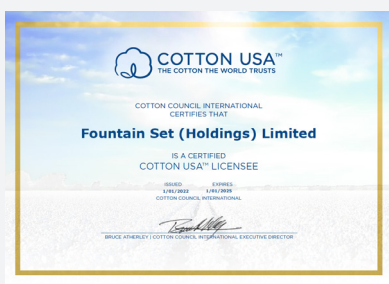 COTTON USA™
THE COTTON THE WORLD TRUSTS
COTTON COUNCIL INTERNATIONAL
CERTIFIES THAT
Fountain Set (Holdings) Limited
IS A CERTIFIED
COTTON USA™ LICENSEE
ISSUED EXPIRES
1/01/2022 1/01/2025
COTTON COUNCIL INTERNATIONAL
BRUCE ATHERLEY | COTTON COUNCIL INTERNATIONAL EXECUTIVE DIRECTOR